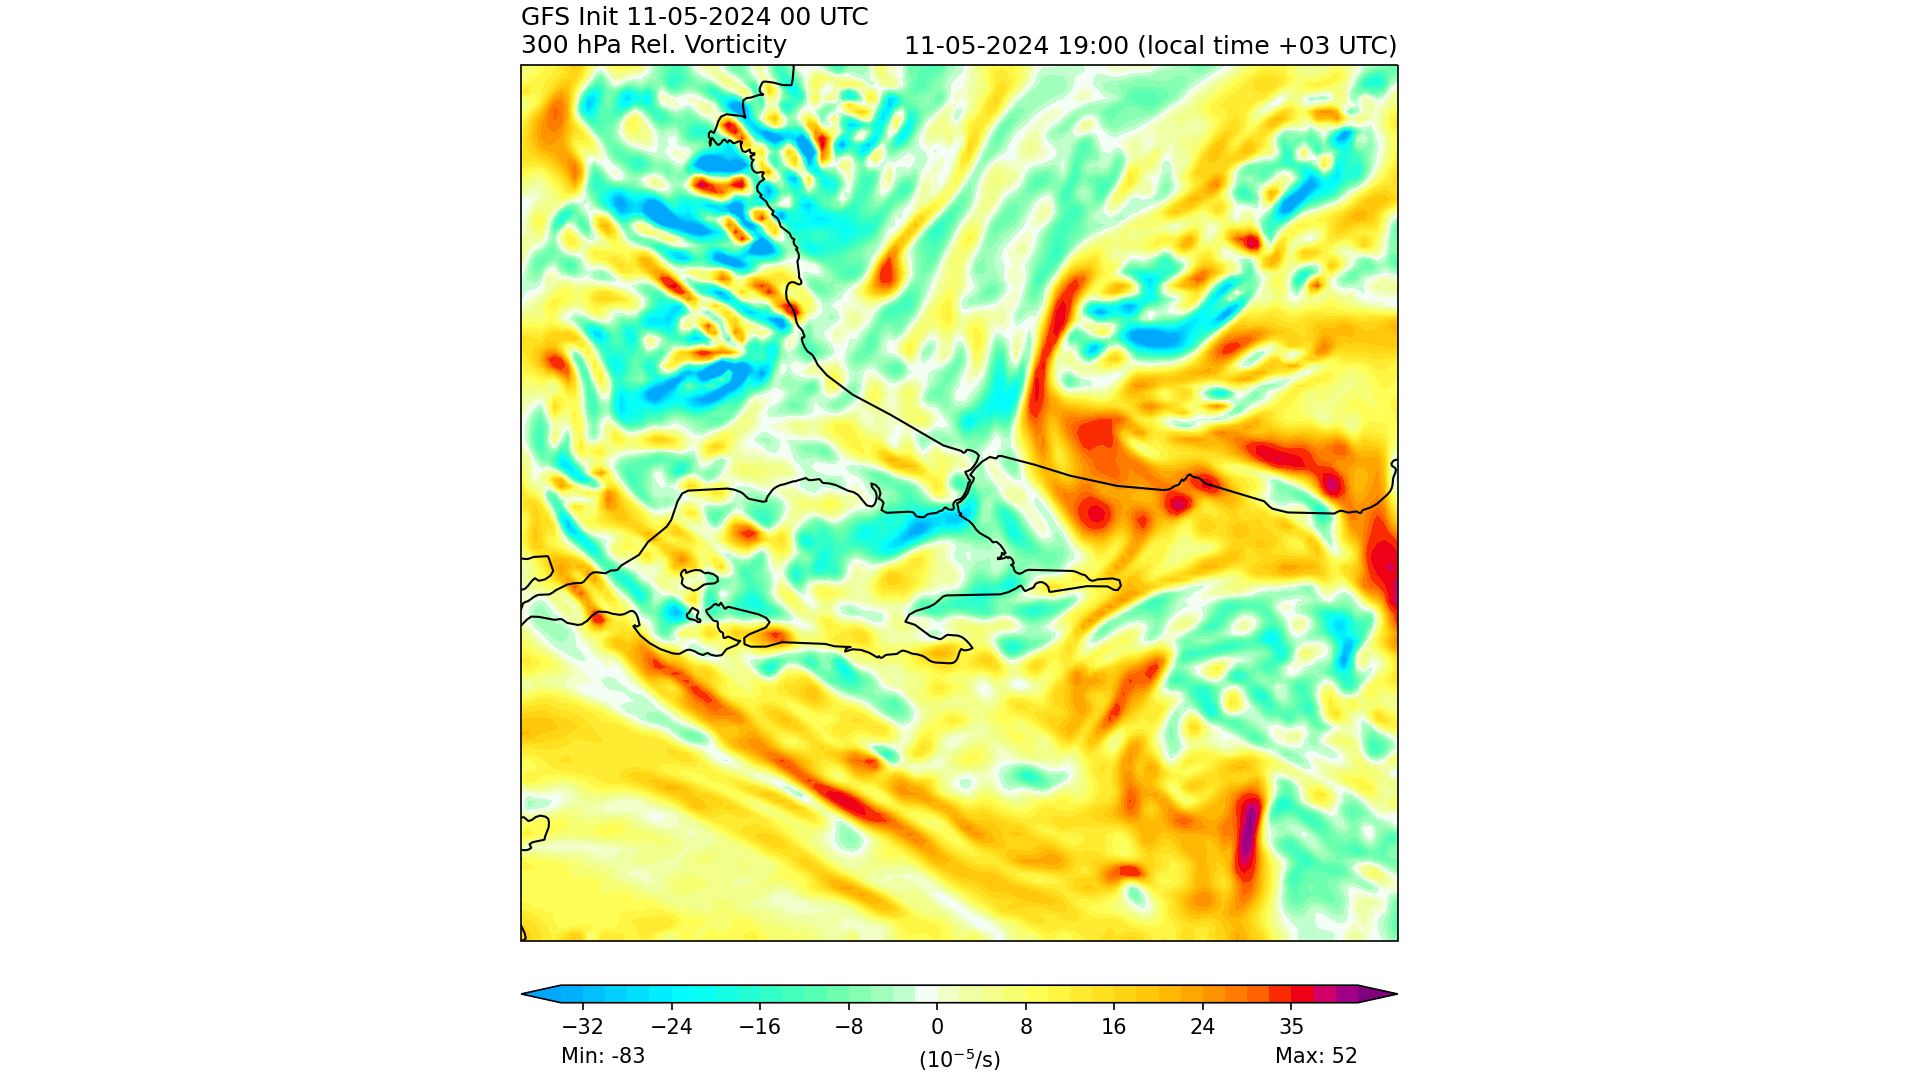 GFS Init 11-05-2024 00 UTC
300 hPa Rel. Vorticity
11-05-2024 19:00 (local time +03 UTC)
−32 −24 −16 −8 0 8 16 24 35
Min: -83
(10⁻⁵/s)
Max: 52